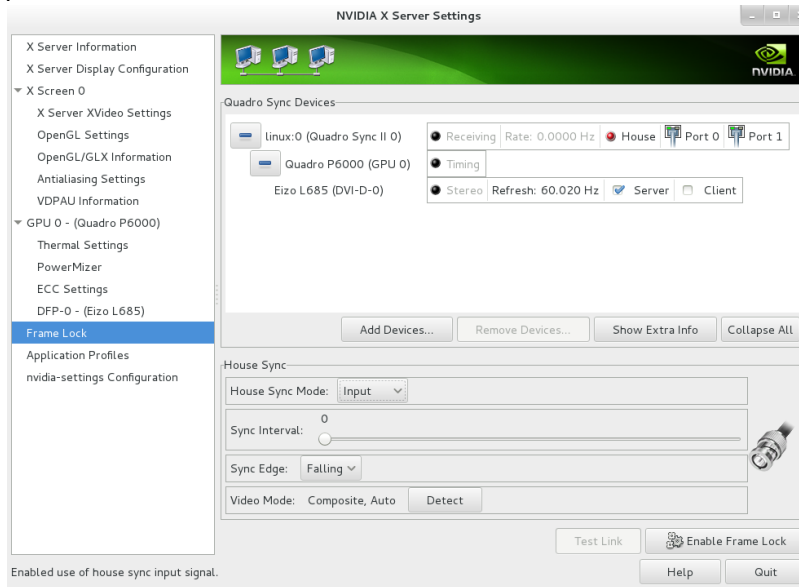 NVIDIA X Server Settings
X Server Information
X Server Display Configuration
X Screen 0
X Server XVideo Settings
OpenGL Settings
OpenGL/GLX Information
Antialiasing Settings
VDPAU Information
GPU 0 - (Quadro P6000)
Thermal Settings
PowerMizer
ECC Settings
DFP-0 - (Eizo L685)
Frame Lock
Application Profiles
nvidia-settings Configuration
NVIDIA.
Quadro Sync Devices
linux:0 (Quadro Sync II 0) Receiving Rate: 0.0000 Hz House Port 0 Port 1
Quadro P6000 (GPU 0) Timing
Eizo L685 (DVI-D-0) Stereo Refresh: 60.020 Hz Server Client
Add Devices... Remove Devices... Show Extra Info Collapse All
House Sync
House Sync Mode: Input
0
Sync Interval:
Sync Edge: Falling
Video Mode: Composite, Auto Detect
Test Link Enable Frame Lock
Enabled use of house sync input signal. Help Quit